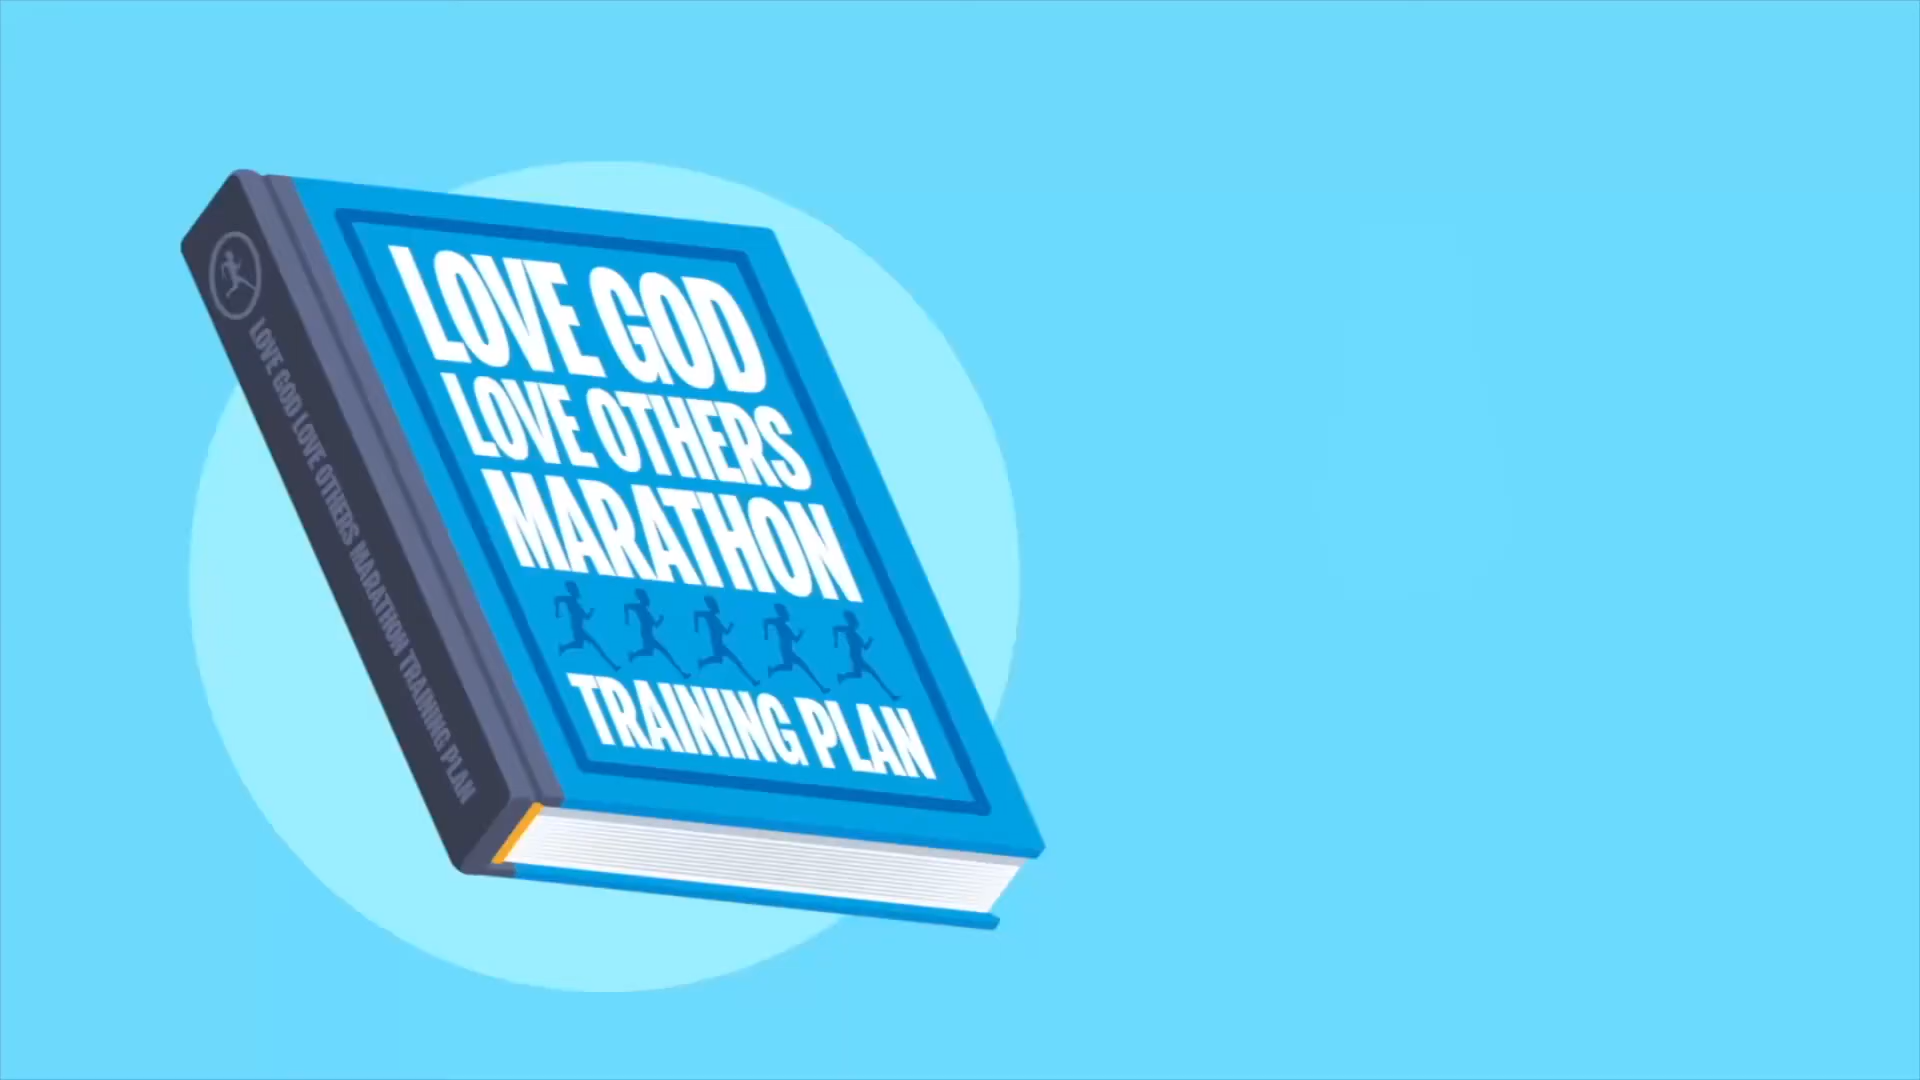 LOVE GOD
LOVE OTHERS
MARATHON
TRAINING PLAN
LOVE GOD LOVE OTHERS MARATHON TRAINING PLAN